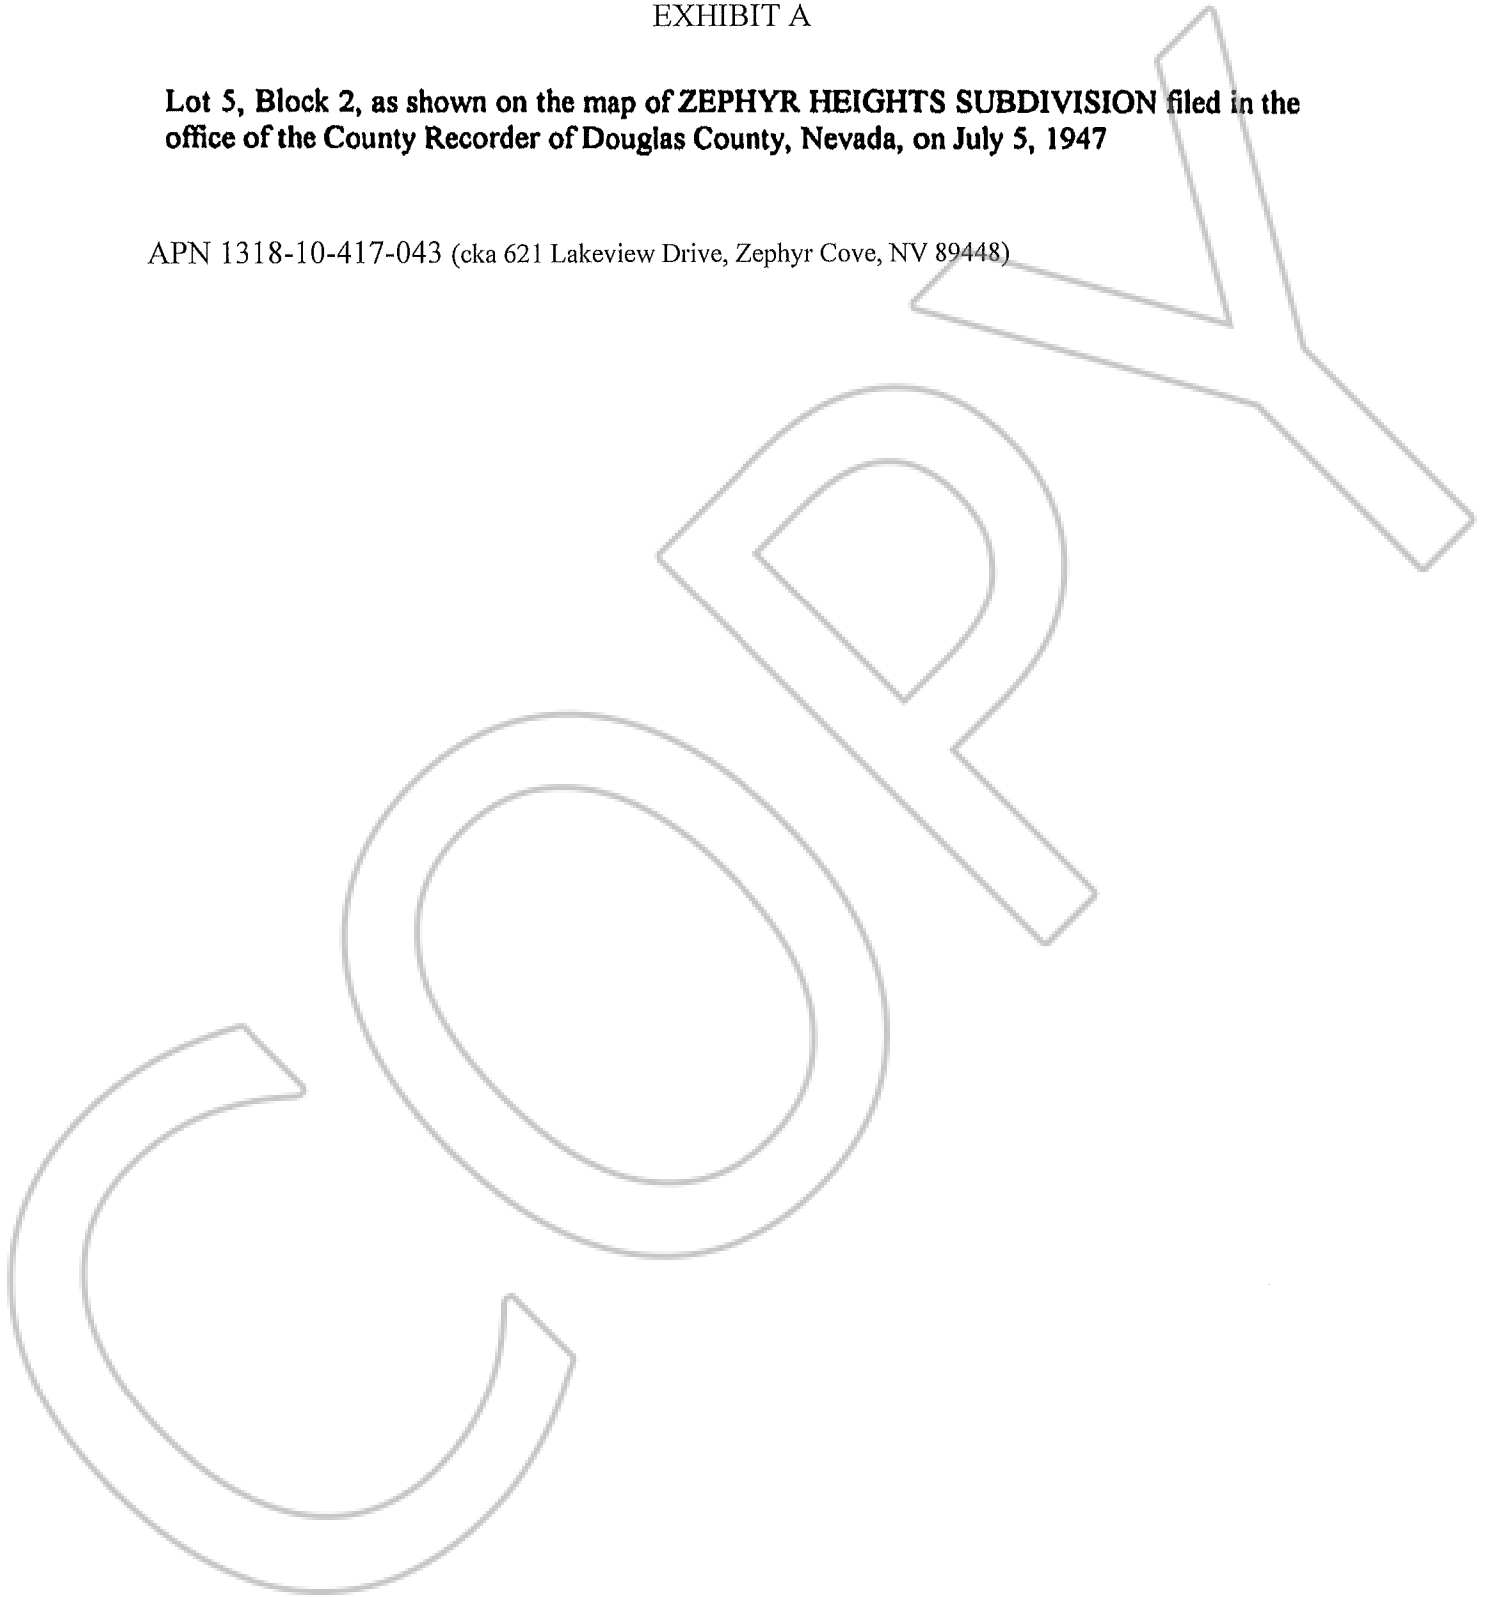 EXHIBIT A
Lot 5, Block 2, as shown on the map of ZEPHYR HEIGHTS SUBDIVISION filed in the
office of the County Recorder of Douglas County, Nevada, on July 5, 1947
APN 1318-10-417-043 (cka 621 Lakeview Drive, Zephyr Cove, NV 89448)
COPY